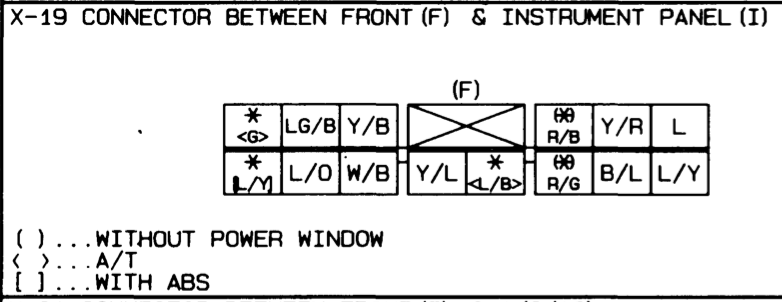 X-19 CONNECTOR BETWEEN FRONT (F) & INSTRUMENT PANEL (I)
(F)
* <G> LG/B Y/B (*) R/B Y/R L
* [L/Y] L/O W/B Y/L * <L/B> (*) R/G B/L L/Y
( )...WITHOUT POWER WINDOW
< >...A/T
[ ]...WITH ABS